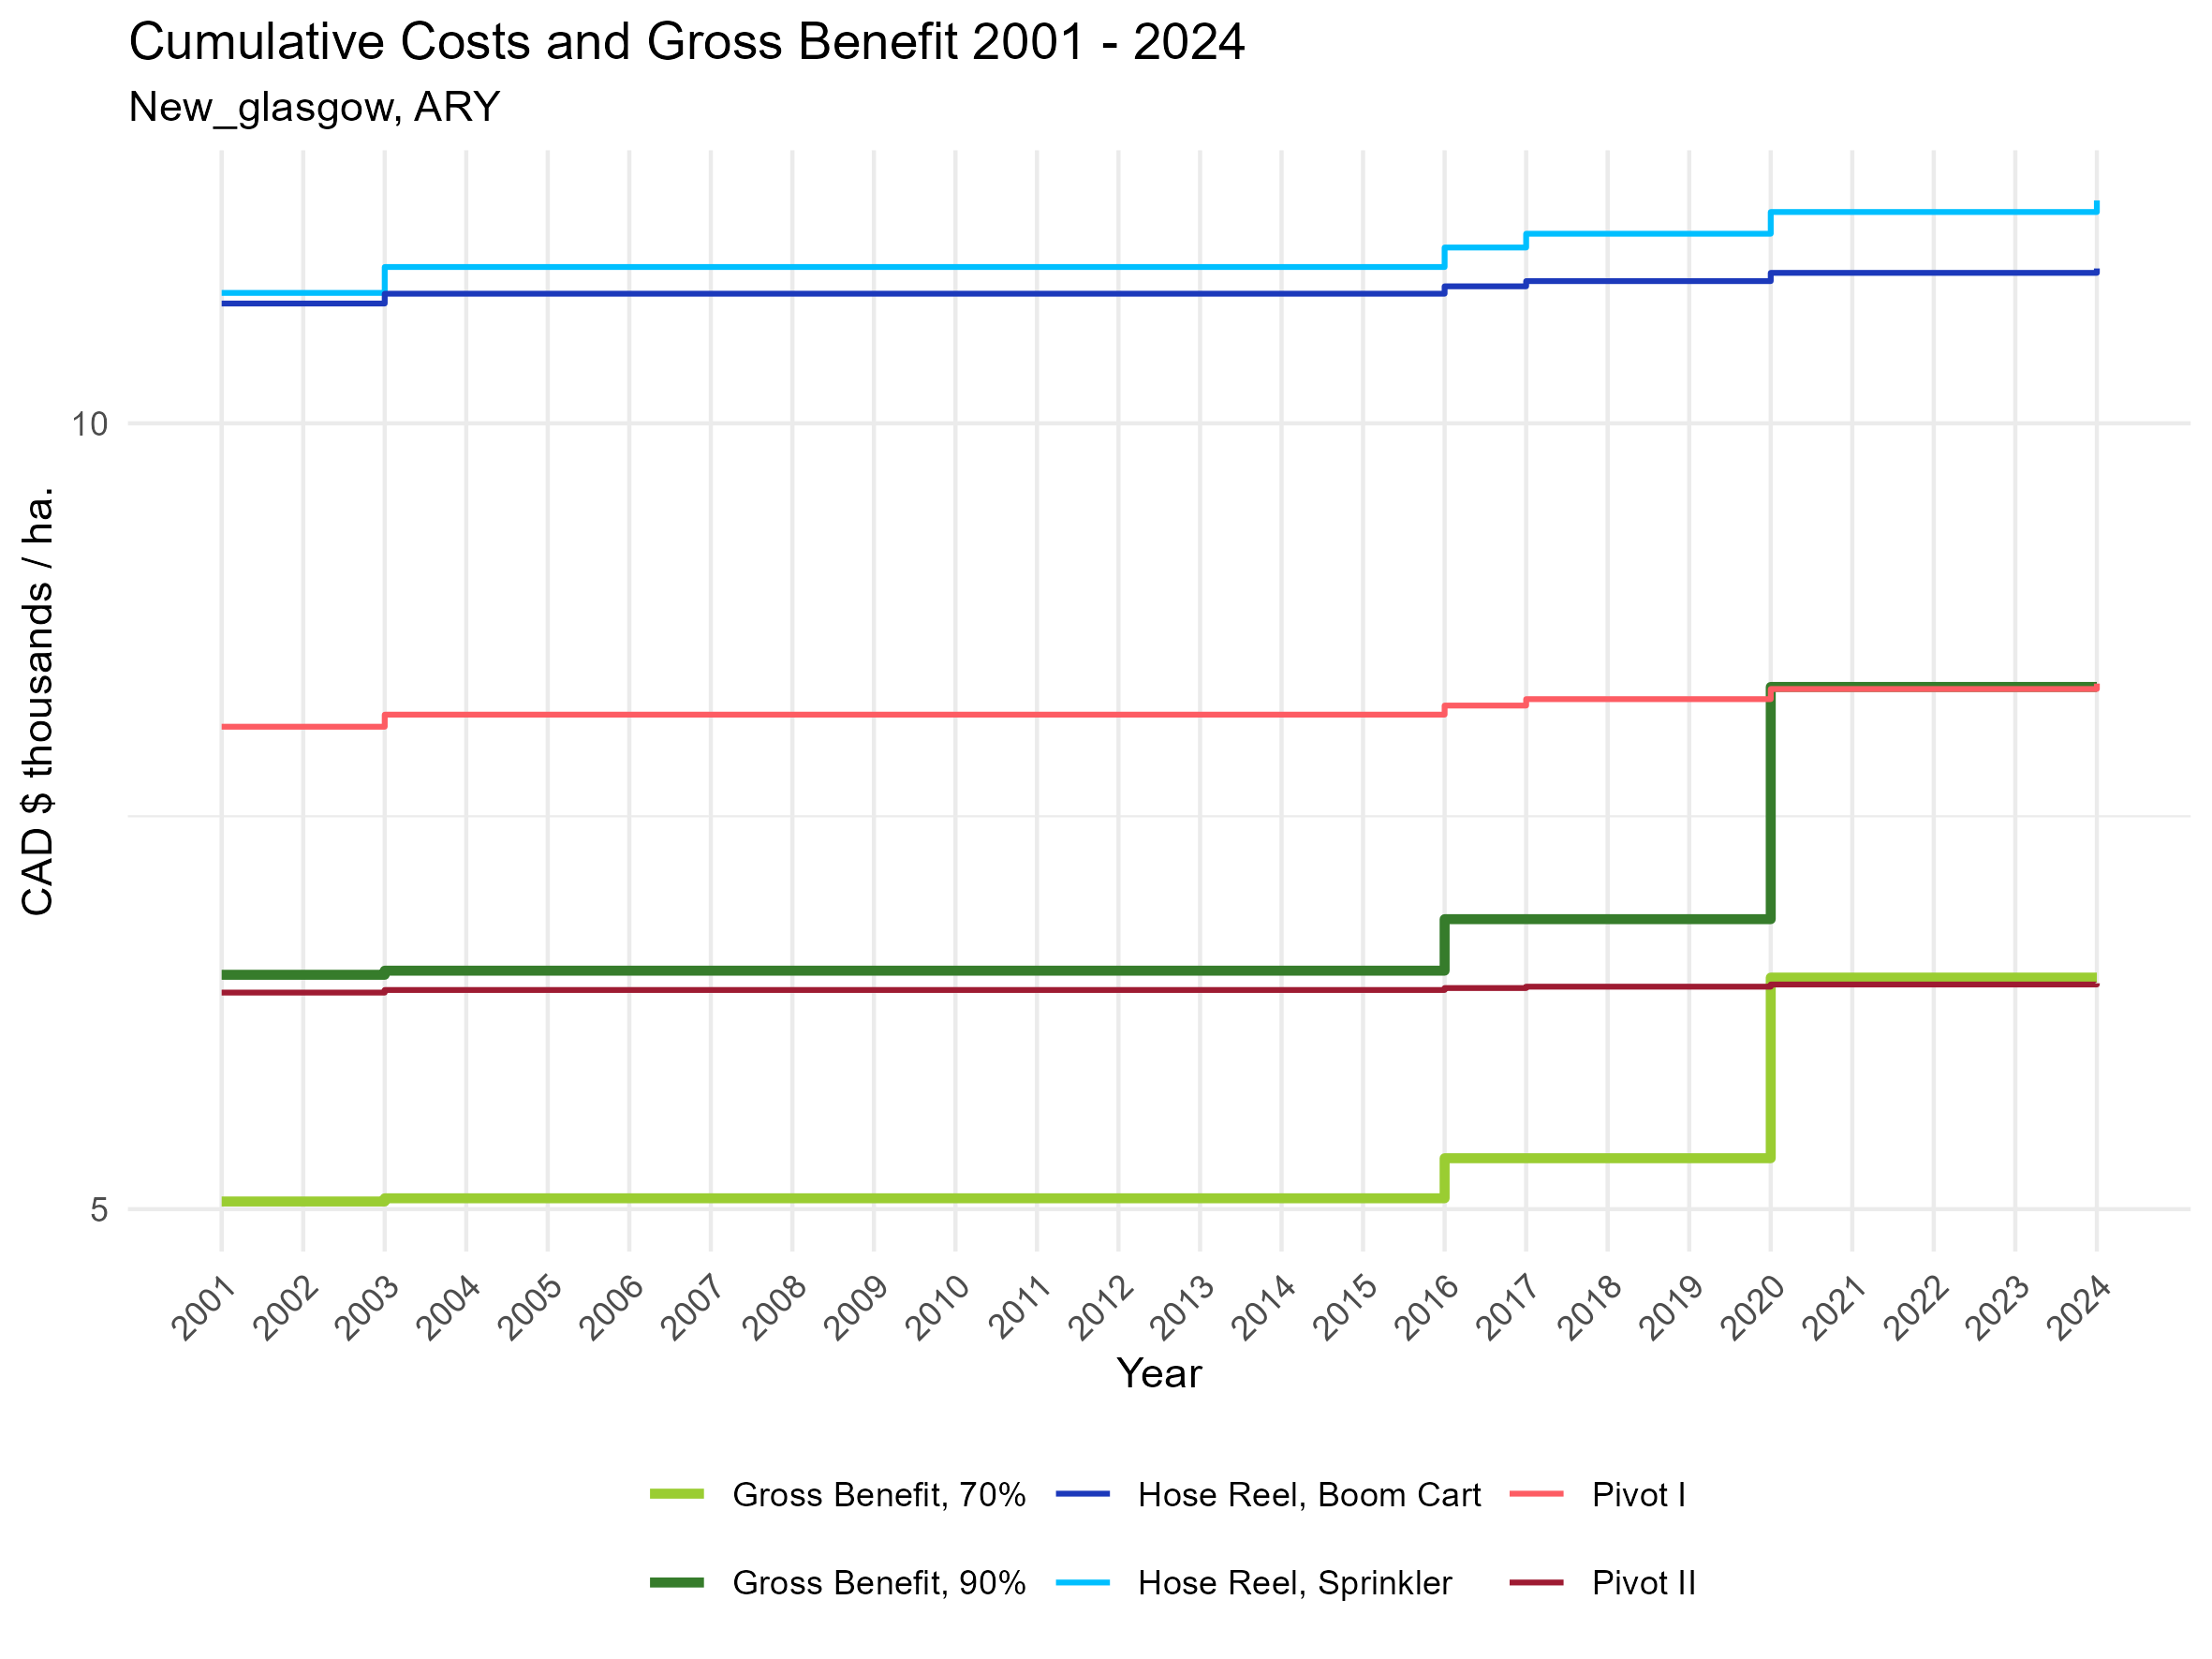 Cumulative Costs and Gross Benefit 2001 - 2024
New_glasgow, ARY
CAD $ thousands / ha.
10
5
2001 2002 2003 2004 2005 2006 2007 2008 2009 2010 2011 2012 2013 2014 2015 2016 2017 2018 2019 2020 2021 2022 2023 2024
Year
Gross Benefit, 70% Hose Reel, Boom Cart Pivot I
Gross Benefit, 90% Hose Reel, Sprinkler Pivot II